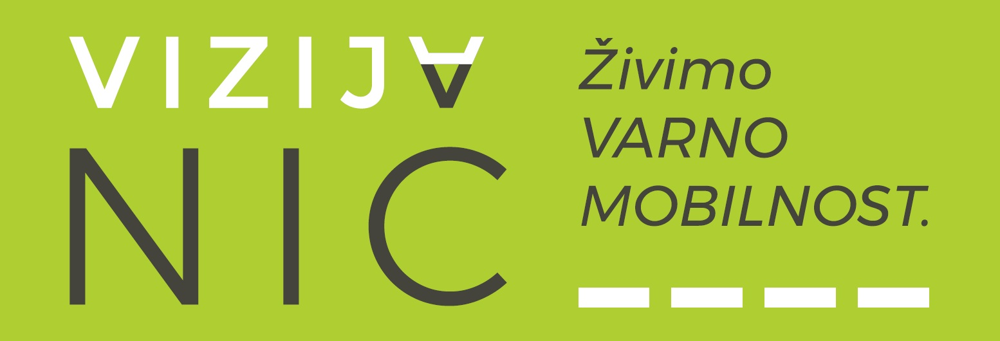 VIZIJA
NIC
Živimo
VARNO
MOBILNOST.